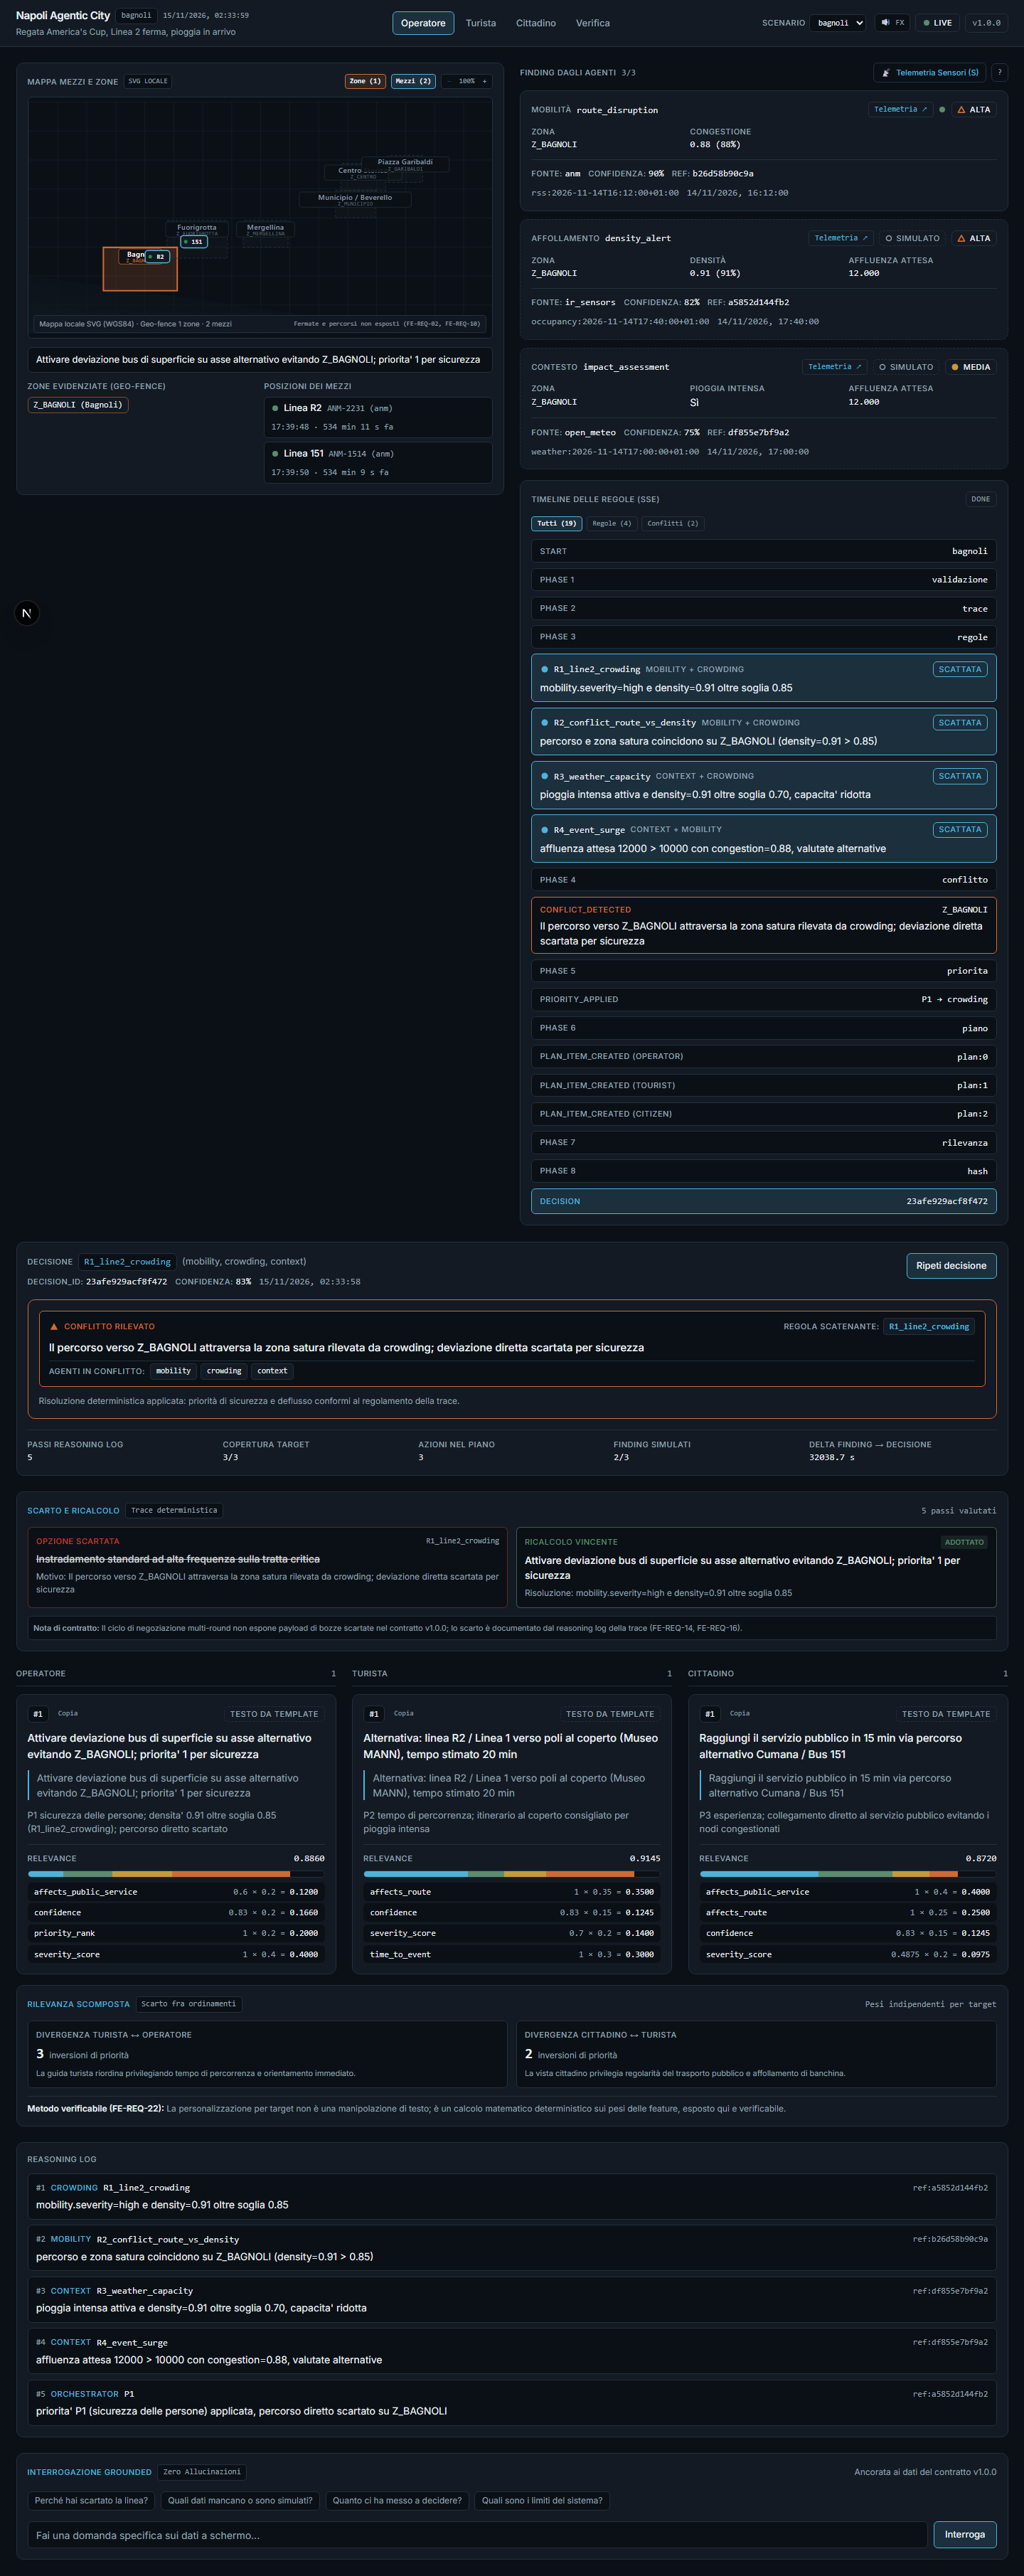 Napoli Agentic City bagnoli 15/11/2026, 02:33:59
Regata America's Cup, Linea 2 ferma, pioggia in arrivo
Operatore Turista Cittadino Verifica
SCENARIO bagnoli FX LIVE v1.0.0
MAPPA MEZZI E ZONE SVG LOCALE Zone (1) Mezzi (2) - 100% +
Piazza Garibaldi
Z_GARIBALDI
Centro
Z_CENTRO
Municipio / Beverello
Z_MUNICIPIO
Fuorigrotta
Mergellina
Z_MERGELLINA
151
Bagn
R2
Mappa locale SVG (WGS84) · Geo-fence 1 zone · 2 mezzi Fermate e percorsi non esposti (FE-REQ-02, FE-REQ-10)
Attivare deviazione bus di superficie su asse alternativo evitando Z_BAGNOLI; priorita' 1 per sicurezza
ZONE EVIDENZIATE (GEO-FENCE)
Z_BAGNOLI (Bagnoli)
POSIZIONI DEI MEZZI
Linea R2 ANM-2231 (anm)
17:39:48 · 534 min 11 s fa
Linea 151 ANM-1514 (anm)
17:39:50 · 534 min 9 s fa
FINDING DAGLI AGENTI 3/3 Telemetria Sensori (S) ?
MOBILITÀ route_disruption Telemetria ↗ ALTA
ZONA CONGESTIONE
Z_BAGNOLI 0.88 (88%)
FONTE: anm CONFIDENZA: 90% REF: b26d58b90c9a
rss:2026-11-14T16:12:00+01:00 14/11/2026, 16:12:00
AFFOLLAMENTO density_alert Telemetria ↗ SIMULATO ALTA
ZONA DENSITÀ AFFLUENZA ATTESA
Z_BAGNOLI 0.91 (91%) 12.000
FONTE: ir_sensors CONFIDENZA: 82% REF: a5852d144fb2
occupancy:2026-11-14T17:40:00+01:00 14/11/2026, 17:40:00
CONTESTO impact_assessment Telemetria ↗ SIMULATO MEDIA
ZONA PIOGGIA INTENSA AFFLUENZA ATTESA
Z_BAGNOLI Sì 12.000
FONTE: open_meteo CONFIDENZA: 75% REF: df855e7bf9a2
weather:2026-11-14T17:00:00+01:00 14/11/2026, 17:00:00
TIMELINE DELLE REGOLE (SSE) DONE
Tutti (19) Regole (4) Conflitti (2)
START bagnoli
PHASE 1 validazione
PHASE 2 trace
PHASE 3 regole
R1_line2_crowding MOBILITY + CROWDING SCATTATA
mobility.severity=high e density=0.91 oltre soglia 0.85
R2_conflict_route_vs_density MOBILITY + CROWDING SCATTATA
percorso e zona satura coincidono su Z_BAGNOLI (density=0.91 > 0.85)
R3_weather_capacity CONTEXT + CROWDING SCATTATA
pioggia intensa attiva e density=0.91 oltre soglia 0.70, capacita' ridotta
R4_event_surge CONTEXT + MOBILITY SCATTATA
affluenza attesa 12000 > 10000 con congestion=0.88, valutate alternative
PHASE 4 conflitto
CONFLICT_DETECTED Z_BAGNOLI
Il percorso verso Z_BAGNOLI attraversa la zona satura rilevata da crowding; deviazione diretta
scartata per sicurezza
PHASE 5 priorita
PRIORITY_APPLIED P1 → crowding
PHASE 6 piano
PLAN_ITEM_CREATED (OPERATOR) plan:0
PLAN_ITEM_CREATED (TOURIST) plan:1
PLAN_ITEM_CREATED (CITIZEN) plan:2
PHASE 7 rilevanza
PHASE 8 hash
DECISION 23afe929acf8f472
DECISIONE R1_line2_crowding (mobility, crowding, context) Ripeti decisione
DECISION_ID: 23afe929acf8f472 CONFIDENZA: 83% 15/11/2026, 02:33:58
CONFLITTO RILEVATO REGOLA SCATENANTE: R1_line2_crowding
Il percorso verso Z_BAGNOLI attraversa la zona satura rilevata da crowding; deviazione diretta scartata per sicurezza
AGENTI IN CONFLITTO: mobility crowding context
Risoluzione deterministica applicata: priorità di sicurezza e deflusso conformi al regolamento della trace.
PASSI REASONING LOG COPERTURA TARGET AZIONI NEL PIANO FINDING SIMULATI DELTA FINDING → DECISIONE
5 3/3 3 2/3 32038.7 s
SCARTO E RICALCOLO Trace deterministica 5 passi valutati
OPZIONE SCARTATA R1_line2_crowding
Instradamento standard ad alta frequenza sulla tratta critica
Motivo: Il percorso verso Z_BAGNOLI attraversa la zona satura rilevata da crowding; deviazione diretta scartata per
sicurezza
RICALCOLO VINCENTE ADOTTATO
Attivare deviazione bus di superficie su asse alternativo evitando Z_BAGNOLI; priorita' 1 per
sicurezza
Risoluzione: mobility.severity=high e density=0.91 oltre soglia 0.85
Nota di contratto: Il ciclo di negoziazione multi-round non espone payload di bozze scartate nel contratto v1.0.0; lo scarto è documentato dal reasoning log della trace (FE-REQ-14, FE-REQ-16).
OPERATORE 1
#1 Copia TESTO DA TEMPLATE
Attivare deviazione bus di superficie su asse alternativo
evitando Z_BAGNOLI; priorita' 1 per sicurezza
Attivare deviazione bus di superficie su asse alternativo
evitando Z_BAGNOLI; priorita' 1 per sicurezza
P1 sicurezza delle persone; densita' 0.91 oltre soglia 0.85
(R1_line2_crowding); percorso diretto scartato
RELEVANCE 0.8860
affects_public_service 0.6 × 0.2 = 0.1200
confidence 0.83 × 0.2 = 0.1660
priority_rank 1 × 0.2 = 0.2000
severity_score 1 × 0.4 = 0.4000
TURISTA 1
#1 Copia TESTO DA TEMPLATE
Alternativa: linea R2 / Linea 1 verso poli al coperto (Museo
MANN), tempo stimato 20 min
Alternativa: linea R2 / Linea 1 verso poli al coperto (Museo
MANN), tempo stimato 20 min
P2 tempo di percorrenza; itinerario al coperto consigliato per
pioggia intensa
RELEVANCE 0.9145
affects_route 1 × 0.35 = 0.3500
confidence 0.83 × 0.15 = 0.1245
severity_score 0.7 × 0.2 = 0.1400
time_to_event 1 × 0.3 = 0.3000
CITTADINO 1
#1 Copia TESTO DA TEMPLATE
Raggiungi il servizio pubblico in 15 min via percorso
alternativo Cumana / Bus 151
Raggiungi il servizio pubblico in 15 min via percorso
alternativo Cumana / Bus 151
P3 esperienza; collegamento diretto al servizio pubblico evitando i
nodi congestionati
RELEVANCE 0.8720
affects_public_service 1 × 0.4 = 0.4000
affects_route 1 × 0.25 = 0.2500
confidence 0.83 × 0.15 = 0.1245
severity_score 0.4875 × 0.2 = 0.0975
RILEVANZA SCOMPOSTA Scarto fra ordinamenti Pesi indipendenti per target
DIVERGENZA TURISTA ↔ OPERATORE
3 inversioni di priorità
La guida turista riordina privilegiando tempo di percorrenza e orientamento immediato.
DIVERGENZA CITTADINO ↔ TURISTA
2 inversioni di priorità
La vista cittadino privilegia regolarità del trasporto pubblico e affollamento di banchina.
Metodo verificabile (FE-REQ-22): La personalizzazione per target non è una manipolazione di testo; è un calcolo matematico deterministico sui pesi delle feature, esposto qui e verificabile.
REASONING LOG
#1 CROWDING R1_line2_crowding ref:a5852d144fb2
mobility.severity=high e density=0.91 oltre soglia 0.85
#2 MOBILITY R2_conflict_route_vs_density ref:b26d58b90c9a
percorso e zona satura coincidono su Z_BAGNOLI (density=0.91 > 0.85)
#3 CONTEXT R3_weather_capacity ref:df855e7bf9a2
pioggia intensa attiva e density=0.91 oltre soglia 0.70, capacita' ridotta
#4 CONTEXT R4_event_surge ref:df855e7bf9a2
affluenza attesa 12000 > 10000 con congestion=0.88, valutate alternative
#5 ORCHESTRATOR P1 ref:a5852d144fb2
priorita' P1 (sicurezza delle persone) applicata, percorso diretto scartato su Z_BAGNOLI
INTERROGAZIONE GROUNDED Zero Allucinazioni Ancorata ai dati del contratto v1.0.0
Perché hai scartato la linea? Quali dati mancano o sono simulati? Quanto ci ha messo a decidere? Quali sono i limiti del sistema?
Fai una domanda specifica sui dati a schermo... Interroga